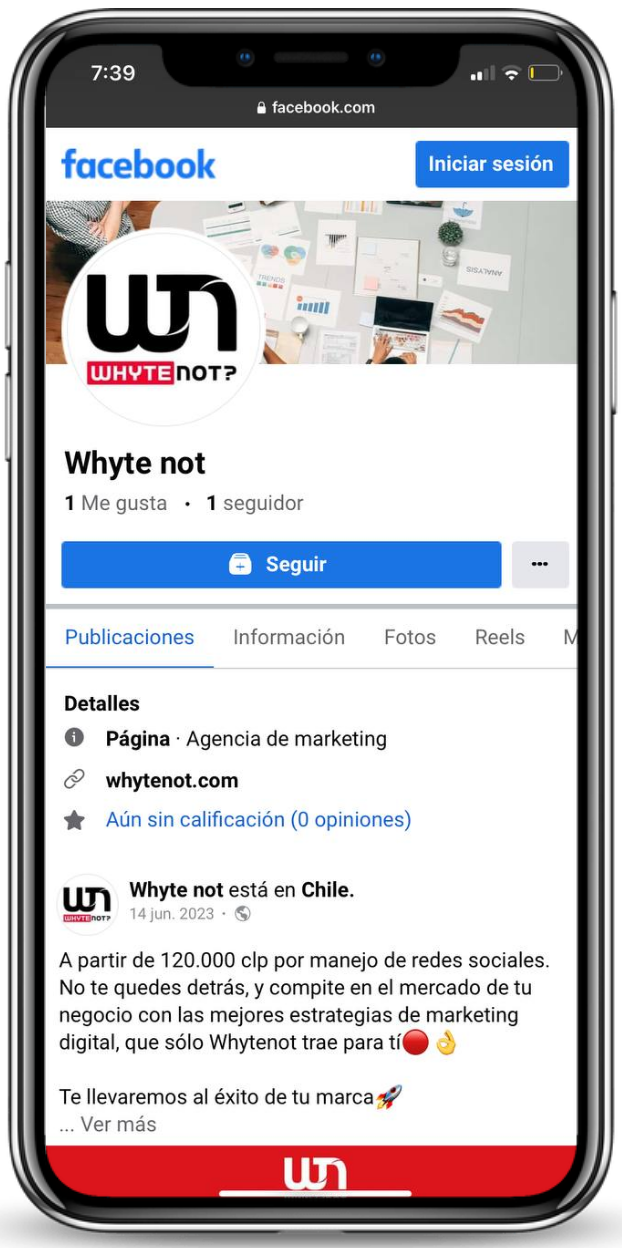 7:39
facebook.com
facebook
Iniciar sesión
TRENDS
ANALYSIS
WN
WHYTENOT?
Whyte not
1 Me gusta · 1 seguidor
Seguir
Publicaciones Información Fotos Reels M
Detalles
Página · Agencia de marketing
whytenot.com
Aún sin calificación (0 opiniones)
WN
WHYTENOT?
Whyte not está en Chile.
14 jun. 2023 ·
A partir de 120.000 clp por manejo de redes sociales.
No te quedes detrás, y compite en el mercado de tu
negocio con las mejores estrategias de marketing
digital, que sólo Whytenot trae para tí🔴 👌
Te llevaremos al éxito de tu marca🚀
... Ver más
WN